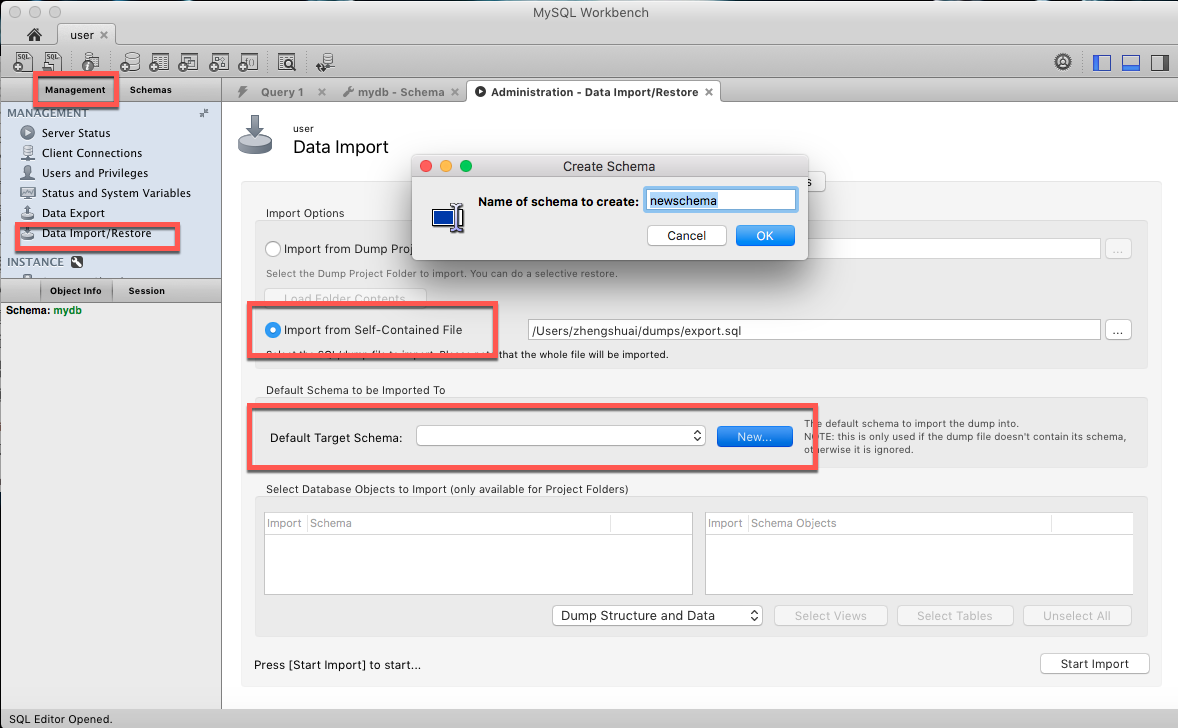 MySQL Workbench
user
SQL
SQL
Management
Schemas
Query 1
mydb - Schema
Administration - Data Import/Restore
MANAGEMENT
Server Status
Client Connections
Users and Privileges
Status and System Variables
Data Export
Data Import/Restore
INSTANCE
Object Info
Session
Schema: mydb
user
Data Import
Create Schema
Name of schema to create:
newschema
Cancel
OK
s
Import Options
Import from Dump Proj
...
Select the Dump Project Folder to import. You can do a selective restore.
Load Folder Contents
Import from Self-Contained File
/Users/zhengshuai/dumps/export.sql
...
Select the SQL/dump file to import. Please note that the whole file will be imported.
Default Schema to be Imported To
Default Target Schema:
New...
The default schema to import the dump into.
NOTE: this is only used if the dump file doesn't contain its schema,
otherwise it is ignored.
Select Database Objects to Import (only available for Project Folders)
Import Schema
Import Schema Objects
Dump Structure and Data
Select Views
Select Tables
Unselect All
Press [Start Import] to start...
Start Import
SQL Editor Opened.